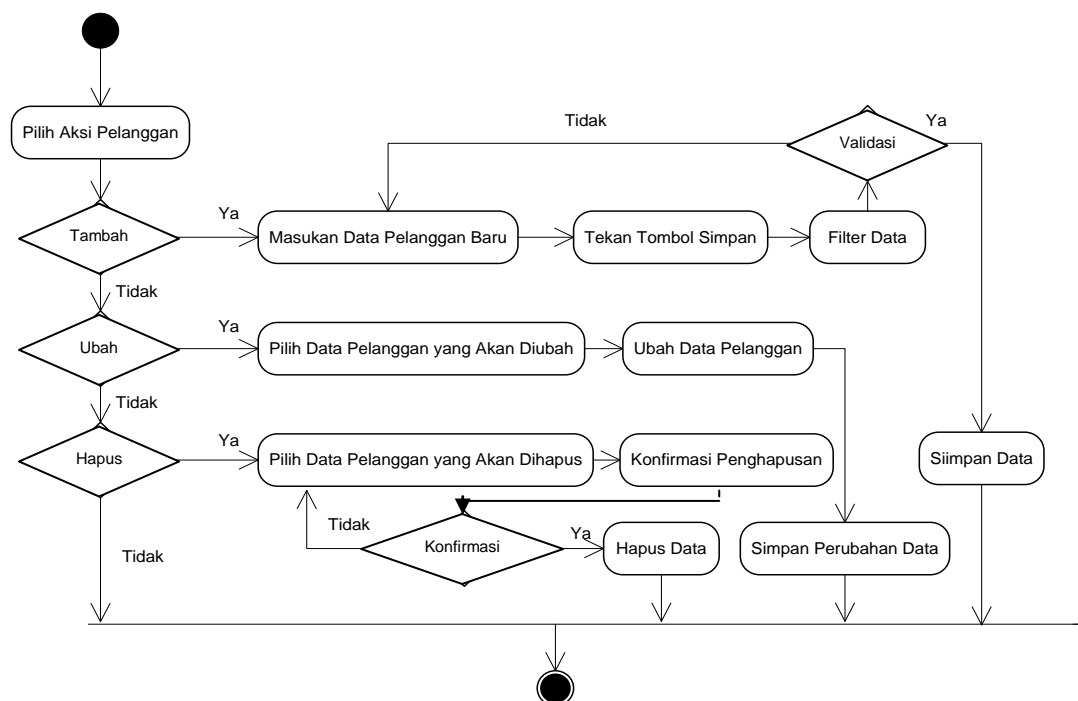 Pilih Aksi Pelanggan
Tidak
Validasi
Ya
Tambah
Ya
Masukan Data Pelanggan Baru
Tekan Tombol Simpan
Filter Data
Tidak
Ubah
Ya
Pilih Data Pelanggan yang Akan Diubah
Ubah Data Pelanggan
Tidak
Hapus
Ya
Pilih Data Pelanggan yang Akan Dihapus
Konfirmasi Penghapusan
Siimpan Data
Tidak
Tidak
Konfirmasi
Ya
Hapus Data
Simpan Perubahan Data